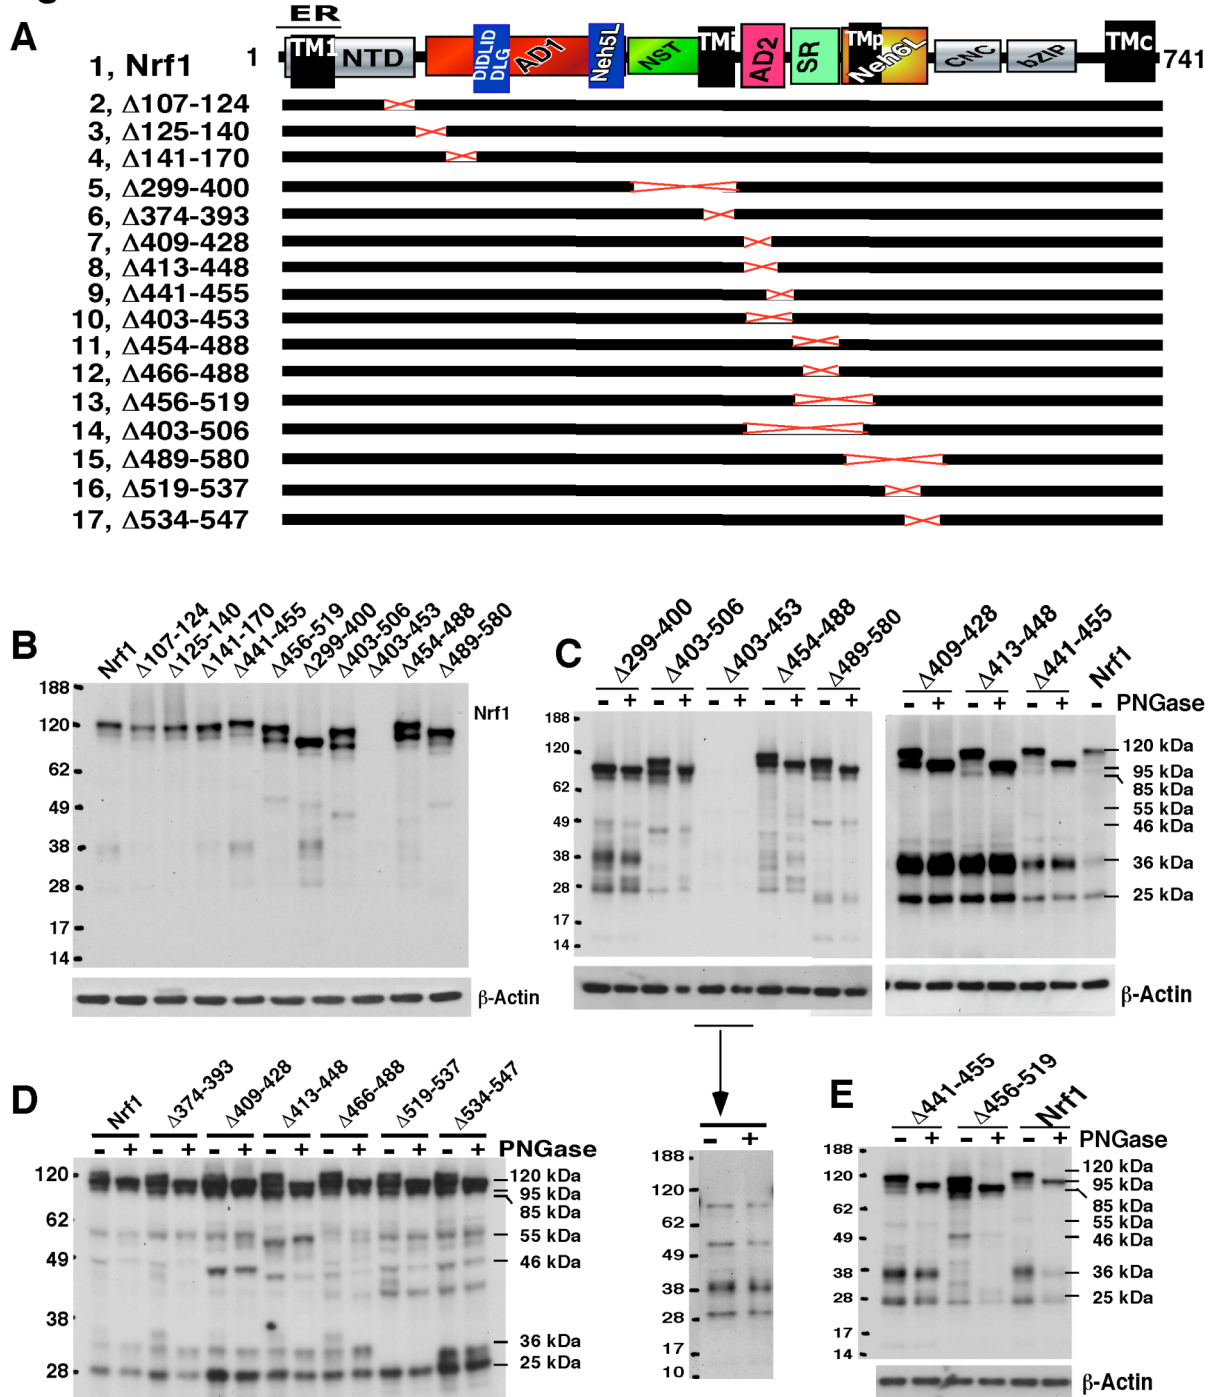 ER
A
1, Nrf1
1
TM1
NTD
DIDLID
DLG
AD1
Neh5L
NST
TMi
AD2
SR
TMp
Neh6L
CNC
bZIP
TMc
741
2, Δ107-124
3, Δ125-140
4, Δ141-170
5, Δ299-400
6, Δ374-393
7, Δ409-428
8, Δ413-448
9, Δ441-455
10, Δ403-453
11, Δ454-488
12, Δ466-488
13, Δ456-519
14, Δ403-506
15, Δ489-580
16, Δ519-537
17, Δ534-547
B
Nrf1 Δ107-124 Δ125-140 Δ141-170 Δ441-455 Δ456-519 Δ299-400 Δ403-506 Δ403-453 Δ454-488 Δ489-580
188
120
62
49
38
28
17
14
Nrf1
β-Actin
C
Δ299-400 Δ403-506 Δ403-453 Δ454-488 Δ489-580
- + - + - + - + - +
188
120
62
49
38
28
17
14
Δ409-428 Δ413-448 Δ441-455 Nrf1
- + - + - + - PNGase
120 kDa
95 kDa
85 kDa
55 kDa
46 kDa
36 kDa
25 kDa
β-Actin
- +
188
120
62
49
38
28
17
10
D
Nrf1 Δ374-393 Δ409-428 Δ413-448 Δ466-488 Δ519-537 Δ534-547
- + - + - + - + - + - + - + PNGase
120
62
49
38
28
120 kDa
95 kDa
85 kDa
55 kDa
46 kDa
36 kDa
25 kDa
E
Δ441-455 Δ456-519 Nrf1
- + - + - + PNGase
188
120
62
49
38
28
17
14
120 kDa
95 kDa
85 kDa
55 kDa
46 kDa
36 kDa
25 kDa
β-Actin